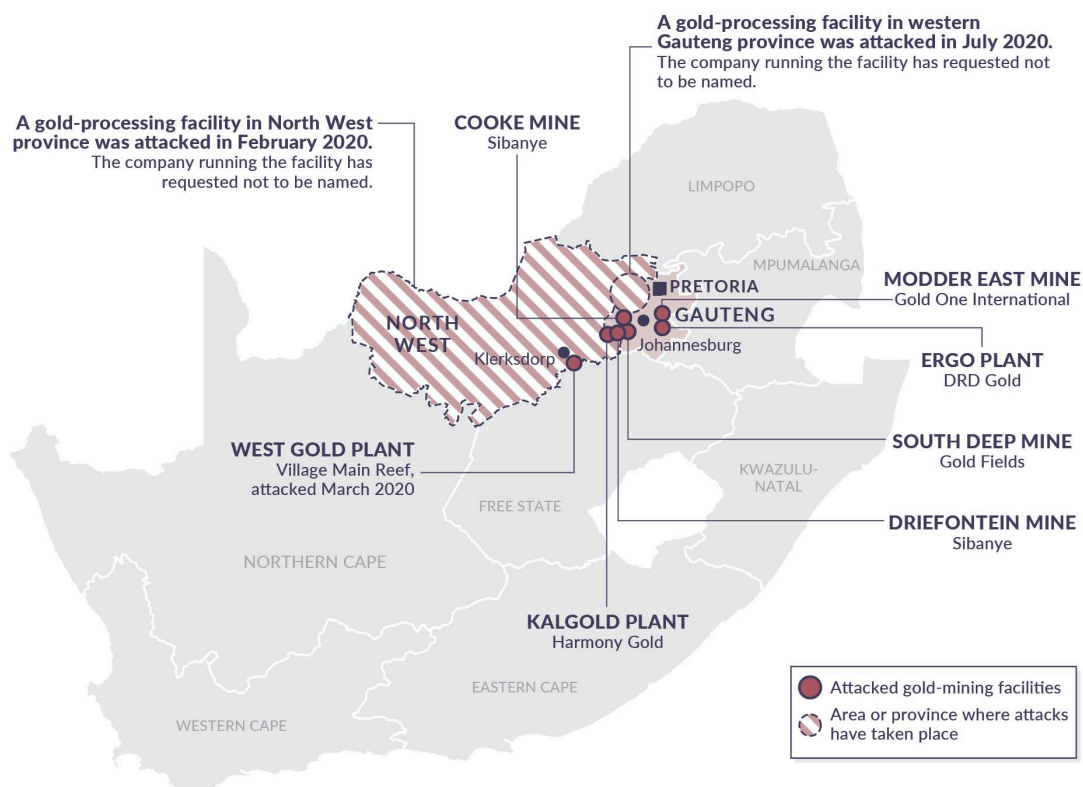 A gold-processing facility in western
Gauteng province was attacked in July 2020.
The company running the facility has requested not
to be named.
A gold-processing facility in North West
province was attacked in February 2020.
The company running the facility has
requested not to be named.
COOKE MINE
Sibanye
LIMPOPO
MPUMALANGA
PRETORIA
MODDER EAST MINE
Gold One International
GAUTENG
NORTH
WEST
Johannesburg
Klerksdorp
ERGO PLANT
DRD Gold
WEST GOLD PLANT
Village Main Reef,
attacked March 2020
SOUTH DEEP MINE
Gold Fields
KWAZULU-
NATAL
FREE STATE
DRIEFONTEIN MINE
Sibanye
NORTHERN CAPE
KALGOLD PLANT
Harmony Gold
EASTERN CAPE
WESTERN CAPE
Attacked gold-mining facilities
Area or province where attacks
have taken place